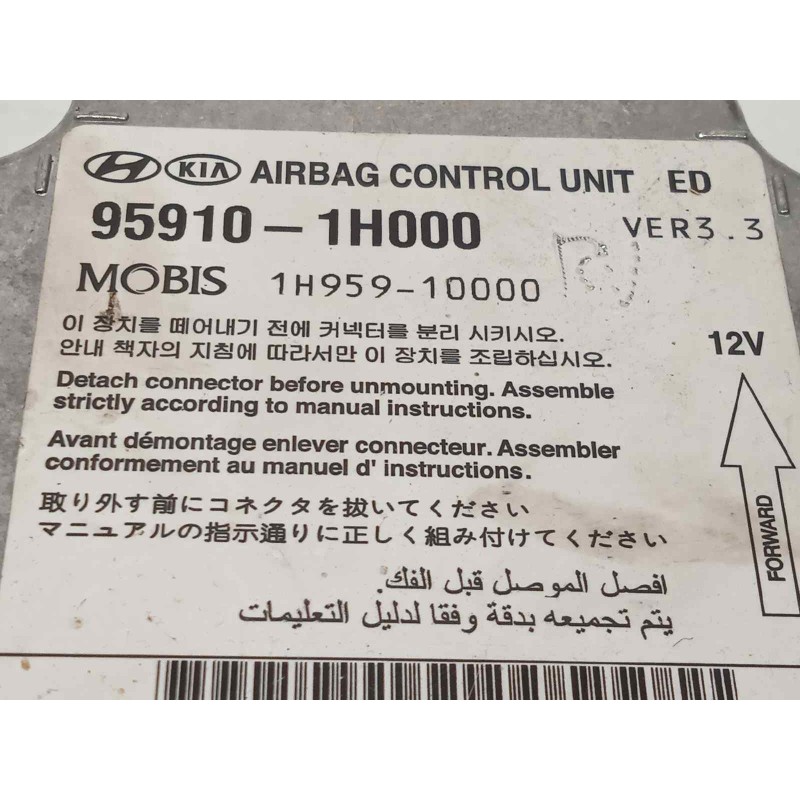 KIA AIRBAG CONTROL UNIT ED
95910-1H000 VER3.3
MOBIS 1H959-10000
이 장치를 떼어내기 전에 커넥터를 분리 시키시오.
안내 책자의 지침에 따라서만 이 장치를 조립하십시오.
12V
Detach connector before unmounting. Assemble
strictly according to manual instructions.
Avant démontage enlever connecteur. Assembler
conformement au manuel d' instructions.
取り外す前にコネクタを抜いてください
マニュアルの指示通りに正しく組み付けてください
FORWARD
افصل الموصل قبل الفك.
يتم تجميعه بدقة وفقا لدليل التعليمات